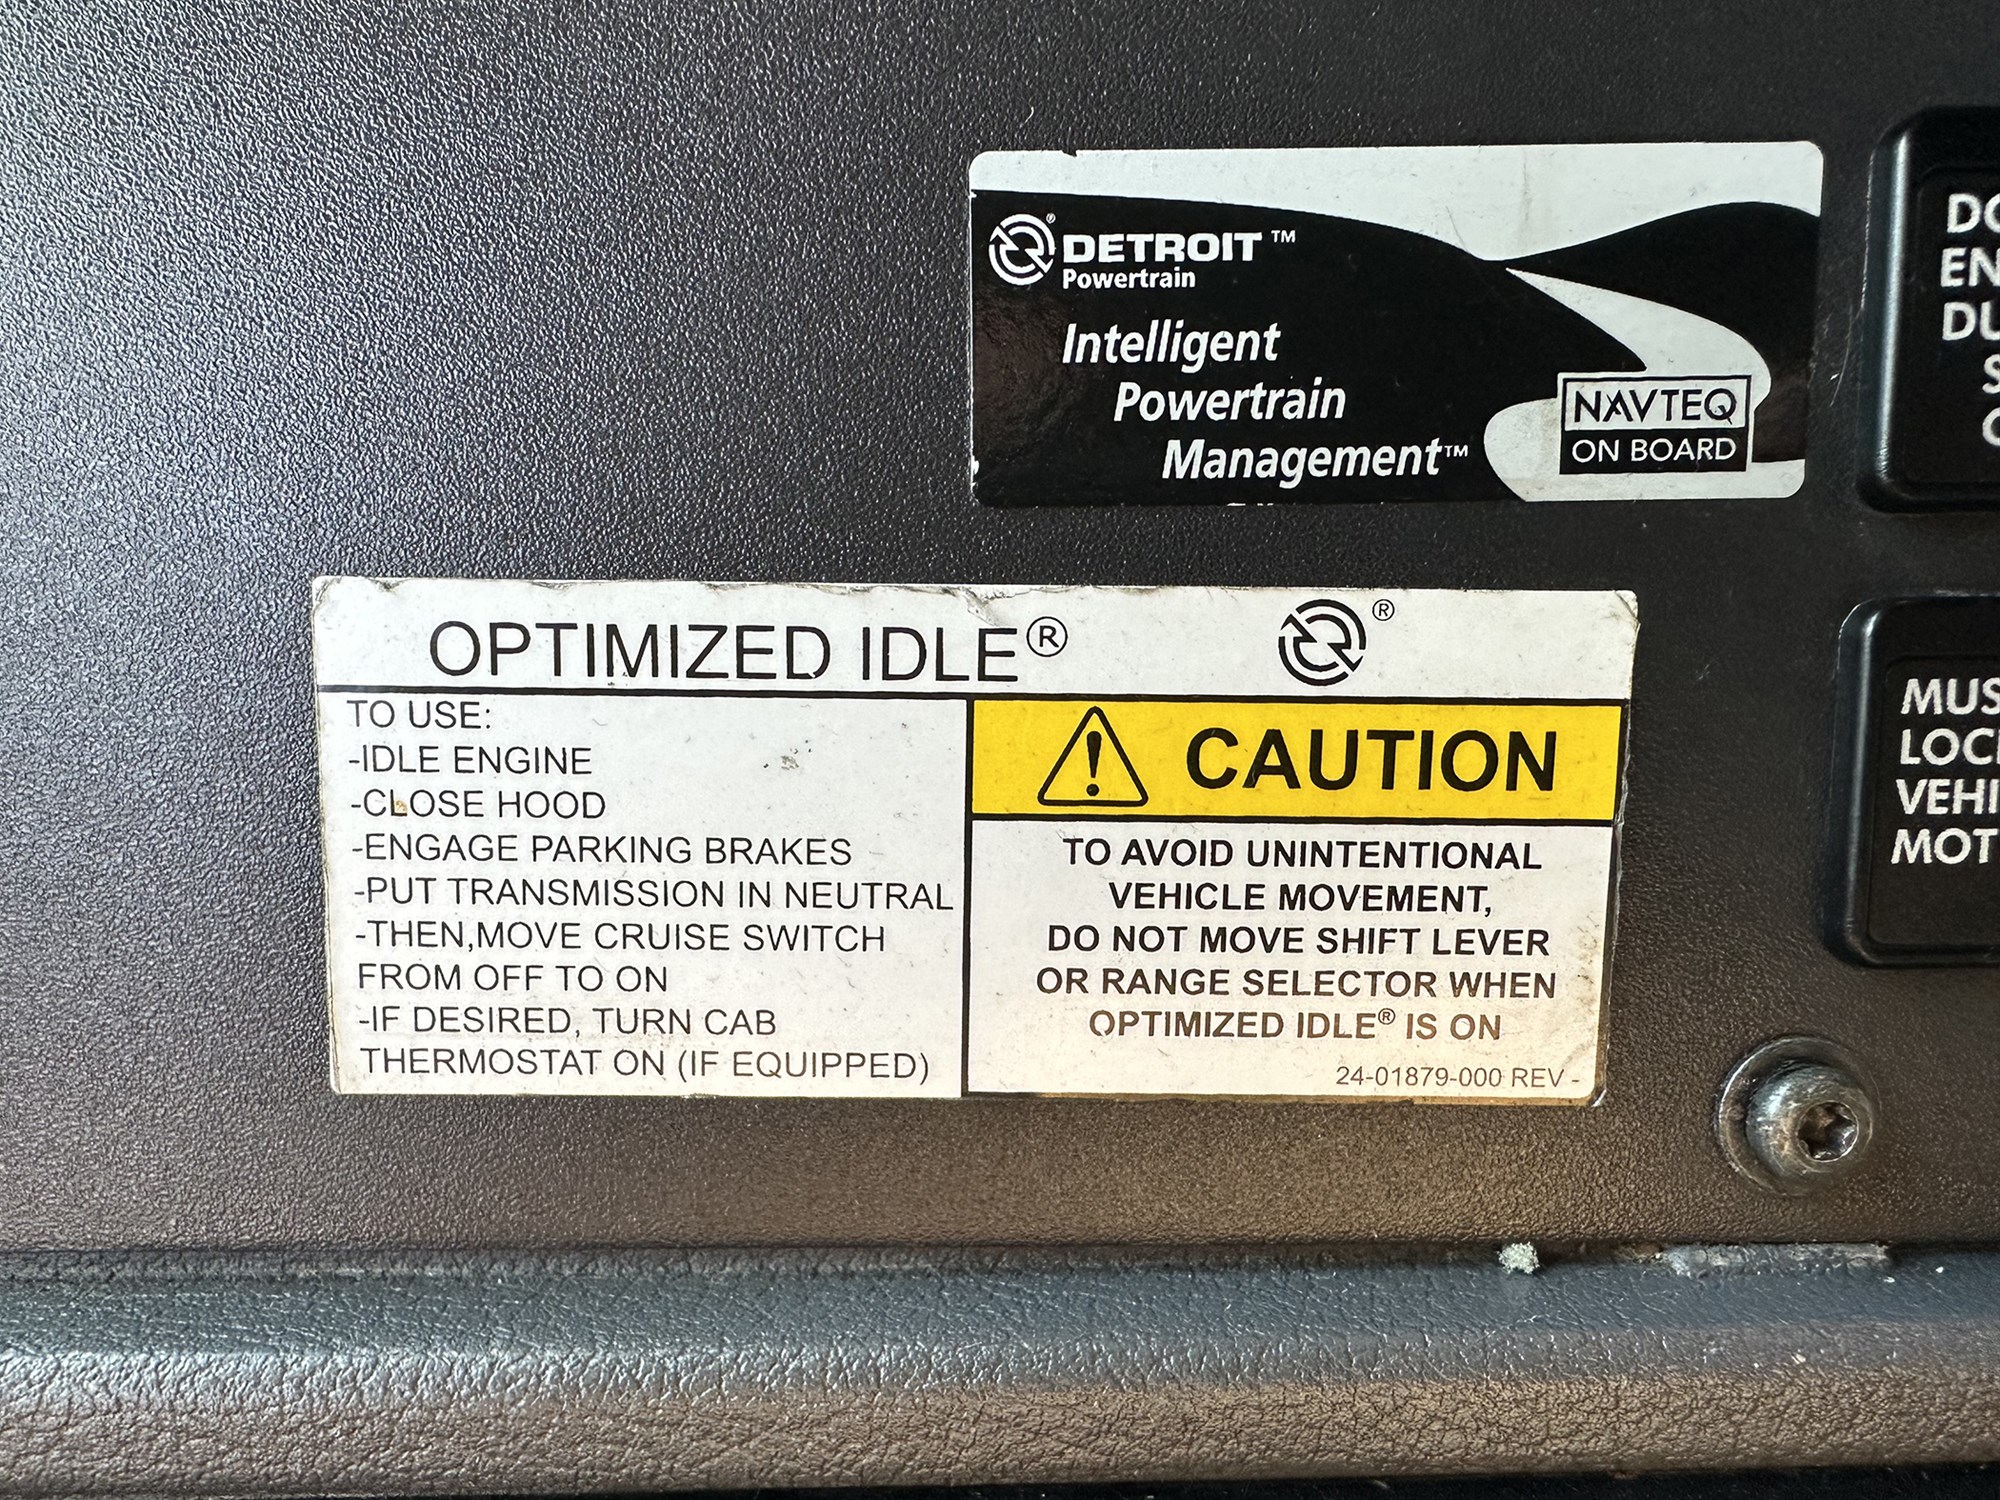 DETROIT™
Powertrain
Intelligent
Powertrain
Management™
NAVTEQ
ON BOARD
OPTIMIZED IDLE®
TO USE:
-IDLE ENGINE
-CLOSE HOOD
-ENGAGE PARKING BRAKES
-PUT TRANSMISSION IN NEUTRAL
-THEN,MOVE CRUISE SWITCH
FROM OFF TO ON
-IF DESIRED, TURN CAB
THERMOSTAT ON (IF EQUIPPED)
®
CAUTION
TO AVOID UNINTENTIONAL
VEHICLE MOVEMENT,
DO NOT MOVE SHIFT LEVER
OR RANGE SELECTOR WHEN
OPTIMIZED IDLE® IS ON
24-01879-000 REV -